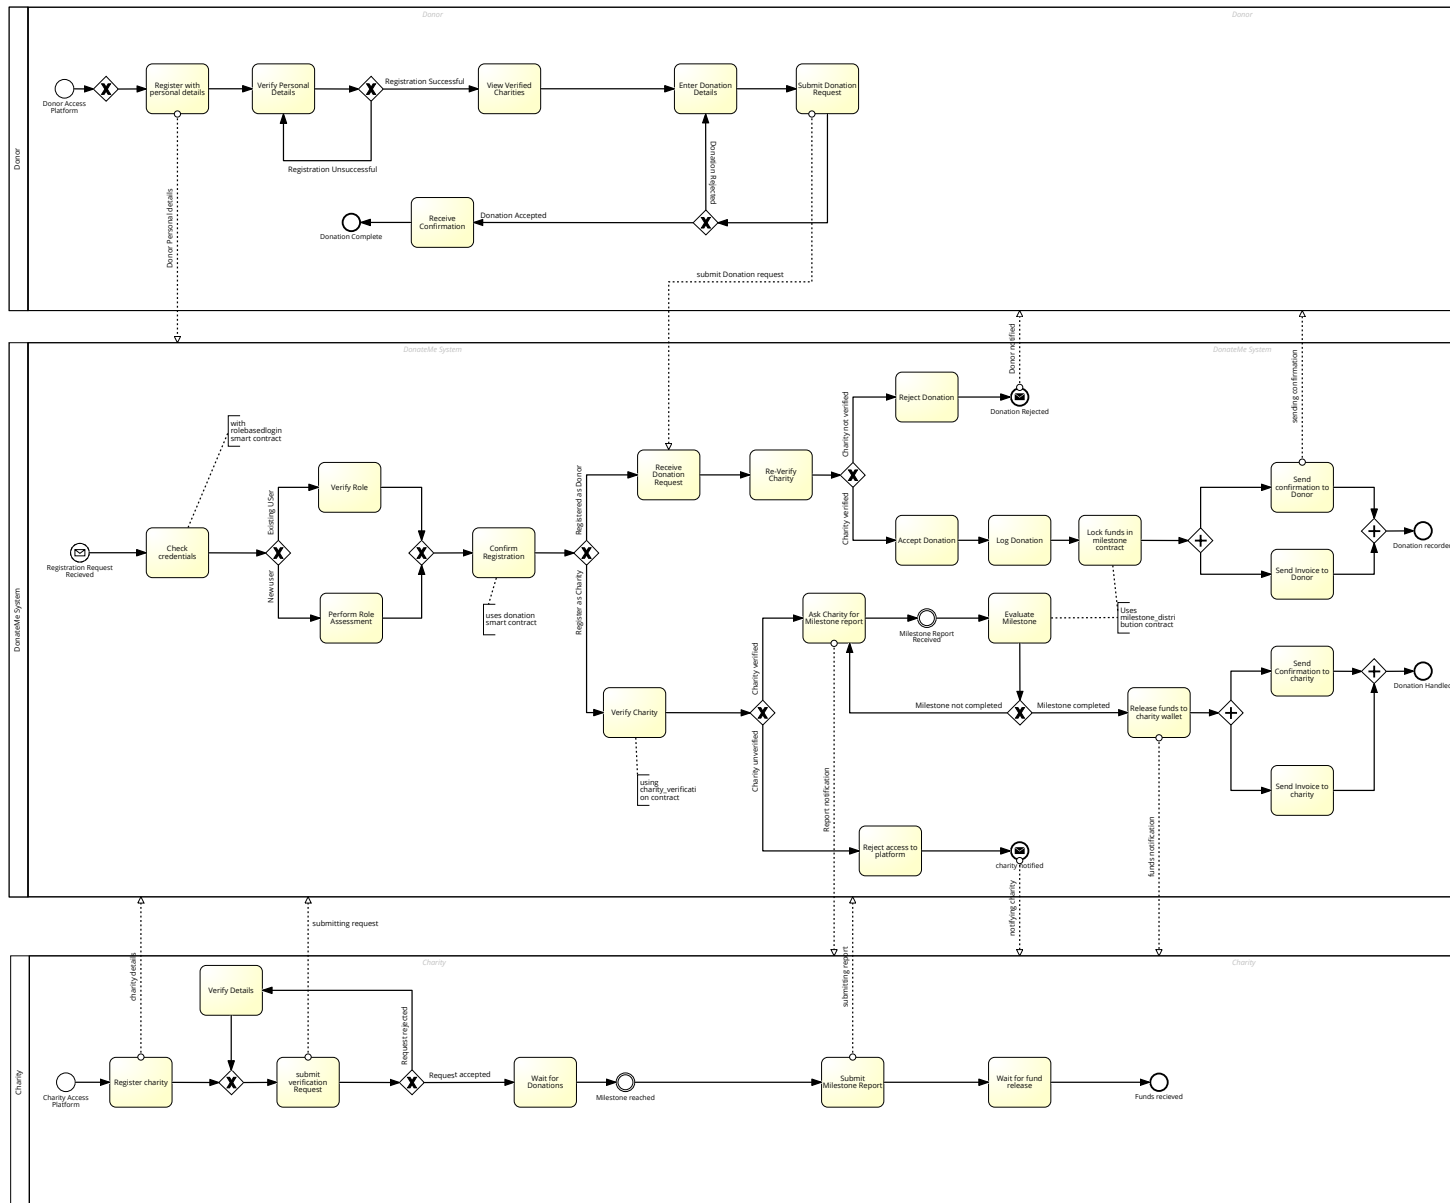 Donor
Donor
Donor
Donor Access
Platform
Register with
personal details
Verify Personal
Details
Registration Successful
View Verified
Charities
Enter Donation
Details
Submit Donation
Request
Registration Unsuccessful
Donation Rejected
Donor Personal details
Donation Complete
Receive
Confirmation
Donation Accepted
submit Donation request
DonateMe System
DonateMe System
DonateMe System
Donor notified
sending confirmation
Reject Donation
Donation Rejected
with
rolebasedlogin
smart contract
Charity not verified
Verify Role
Receive
Donation
Request
Re-Verify
Charity
Send
confirmation to
Donor
Existing USer
Registered as Donor
Charity verified
Registration Request
Recieved
Check
credentials
Confirm
Registration
Accept Donation
Log Donation
Lock funds in
milestone
contract
Donation recorded
New user
Register as Charity
Send Invoice to
Donor
Perform Role
Assessment
uses donation
smart contract
Ask Charity for
Milestone report
Milestone Report
Received
Evaluate
Milestone
Uses
milestone_distri
bution contract
Charity verified
Send
Confirmation to
charity
Donation Handled
Verify Charity
Milestone not completed
Milestone completed
Release funds to
charity wallet
Charity unverified
using
charity_verificati
on contract
Send Invoice to
charity
Report notification
Reject access to
platform
charity notified
funds notification
notifying charity
submitting request
charity details
submitting report
Charity
Charity
Charity
Verify Details
Request rejected
Charity Access
Platform
Register charity
submit
verification
Request
Request accepted
Wait for
Donations
Milestone reached
Submit
Milestone Report
Wait for fund
release
Funds recieved